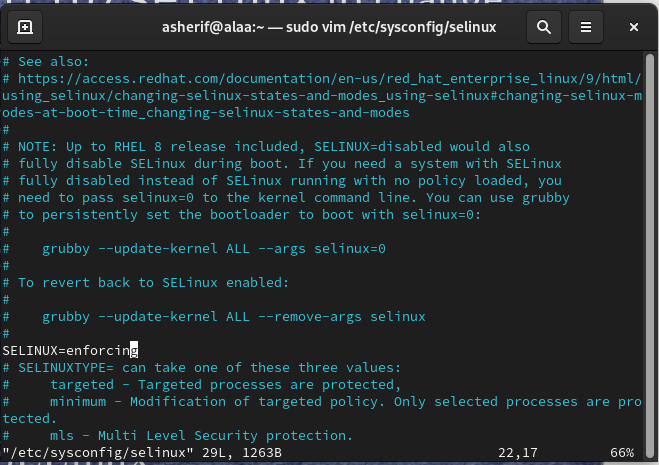 asherif@alaa:~ — sudo vim /etc/sysconfig/selinux
# See also:
# https://access.redhat.com/documentation/en-us/red_hat_enterprise_linux/9/html/
using_selinux/changing-selinux-states-and-modes_using-selinux#changing-selinux-m
odes-at-boot-time_changing-selinux-states-and-modes
#
# NOTE: Up to RHEL 8 release included, SELINUX=disabled would also
# fully disable SELinux during boot. If you need a system with SELinux
# fully disabled instead of SELinux running with no policy loaded, you
# need to pass selinux=0 to the kernel command line. You can use grubby
# to persistently set the bootloader to boot with selinux=0:
#
#    grubby --update-kernel ALL --args selinux=0
#
# To revert back to SELinux enabled:
#
#    grubby --update-kernel ALL --remove-args selinux
#
SELINUX=enforcing
# SELINUXTYPE= can take one of these three values:
#     targeted - Targeted processes are protected,
#     minimum - Modification of targeted policy. Only selected processes are pro
tected.
#     mls - Multi Level Security protection.
"/etc/sysconfig/selinux" 29L, 1263B 22,17 66%